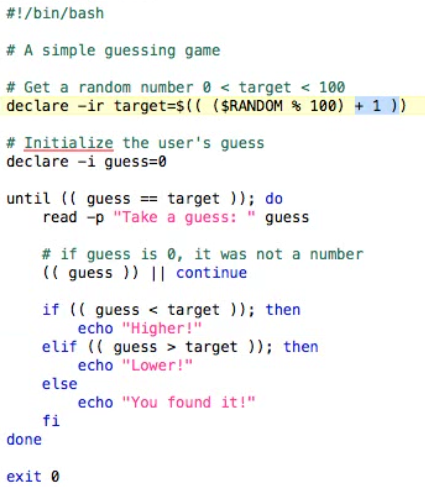 #!/bin/bash
# A simple guessing game
# Get a random number 0 < target < 100
declare -ir target=$(( ($RANDOM % 100) + 1 ))
# Initialize the user's guess
declare -i guess=0
until (( guess == target )); do
    read -p "Take a guess: " guess
    # if guess is 0, it was not a number
    (( guess )) || continue
    if (( guess < target )); then
        echo "Higher!"
    elif (( guess > target )); then
        echo "Lower!"
    else
        echo "You found it!"
    fi
done
exit 0